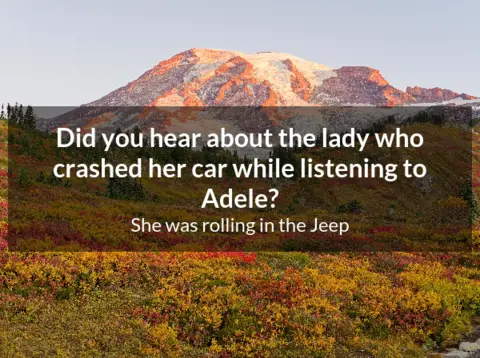 Did you hear about the lady who
crashed her car while listening to
Adele?
She was rolling in the Jeep